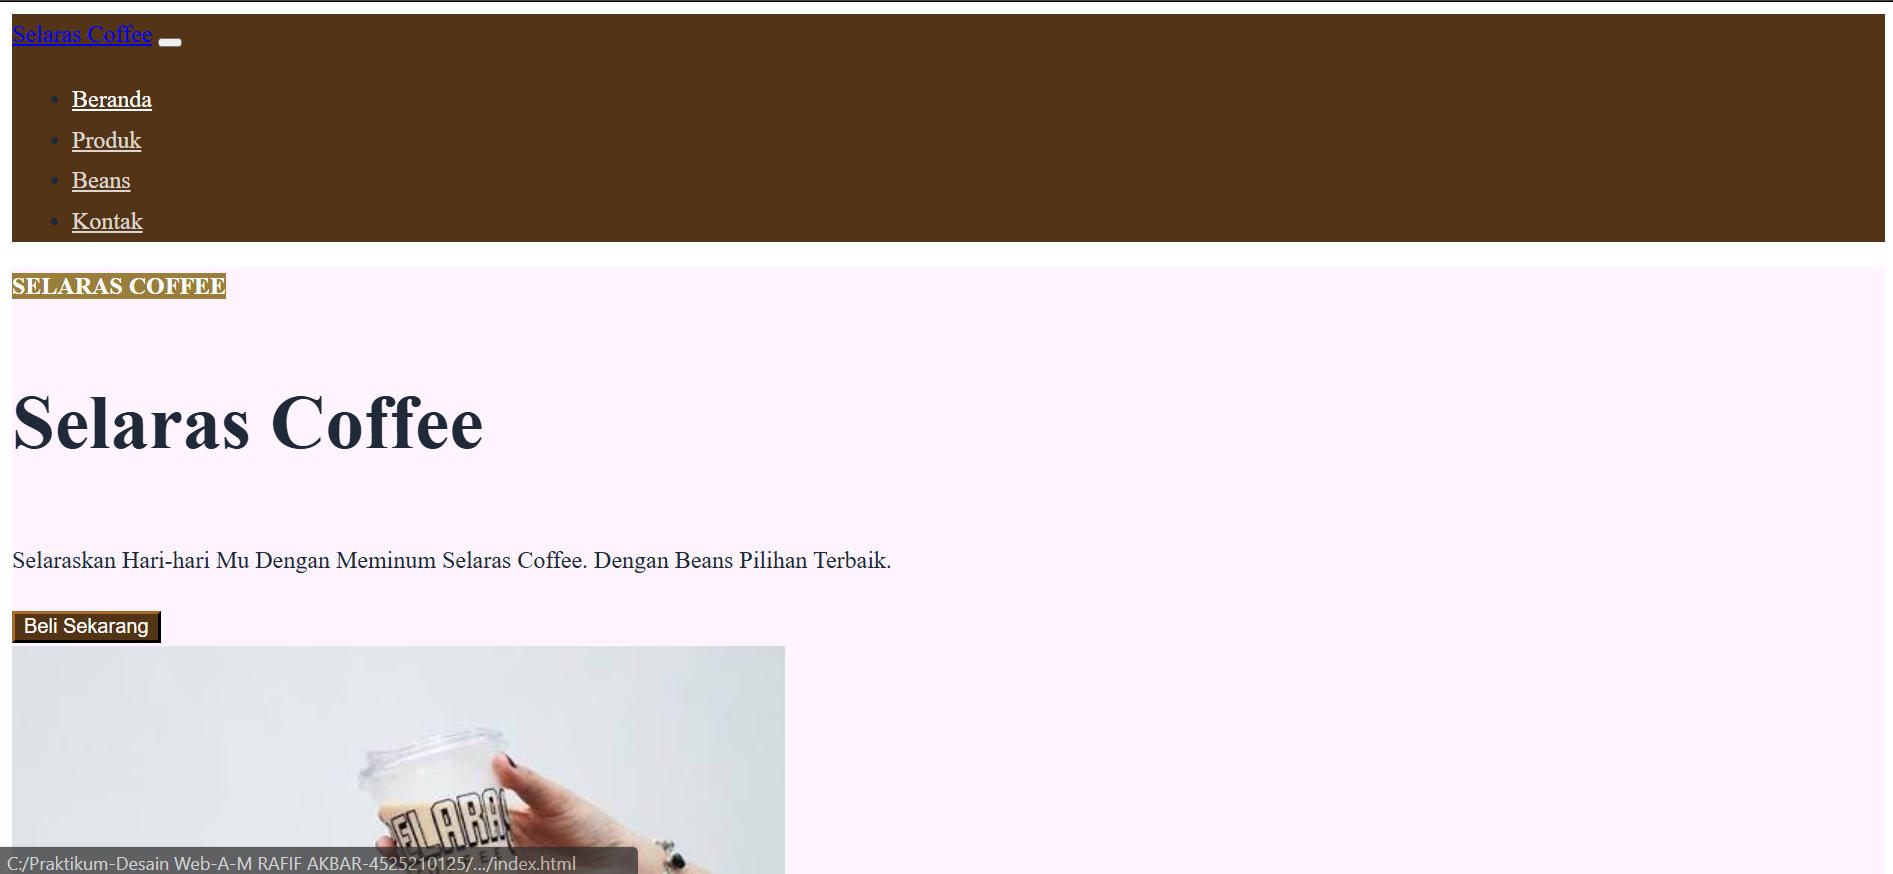 Selaras Coffee
Beranda
Produk
Beans
Kontak
SELARAS COFFEE
Selaras Coffee
Selaraskan Hari-hari Mu Dengan Meminum Selaras Coffee. Dengan Beans Pilihan Terbaik.
Beli Sekarang
SELARAS
C:/Praktikum-Desain Web-A-M RAFIF AKBAR-4525210125/.../index.html